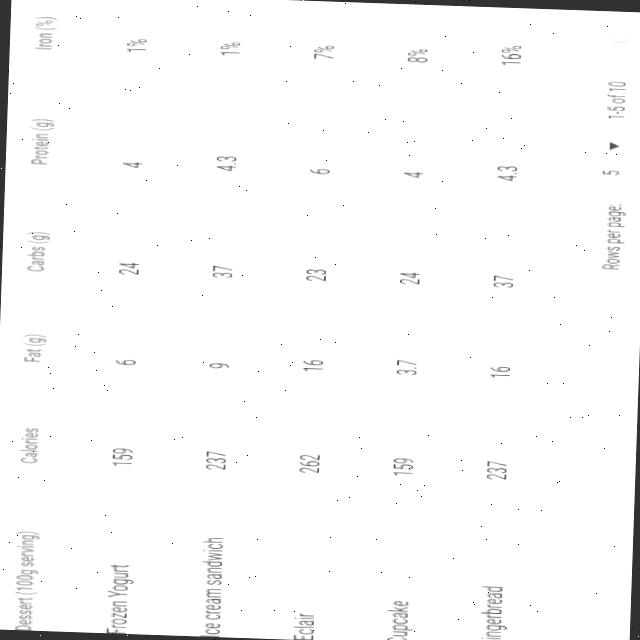 Dessert (100g serving) Calories Fat (g) Carbs (g) Protein (g) Iron (%)
Frozen Yogurt 159 6 24 4 1%
Ice cream sandwich 237 9 37 4.3 1%
Eclair 262 16 23 6 7%
Cupcake 159 3.7 24 4 8%
ingerbread 237 16 37 4.3 16%
Rows per page: 5 ▼ 1-5 of 10